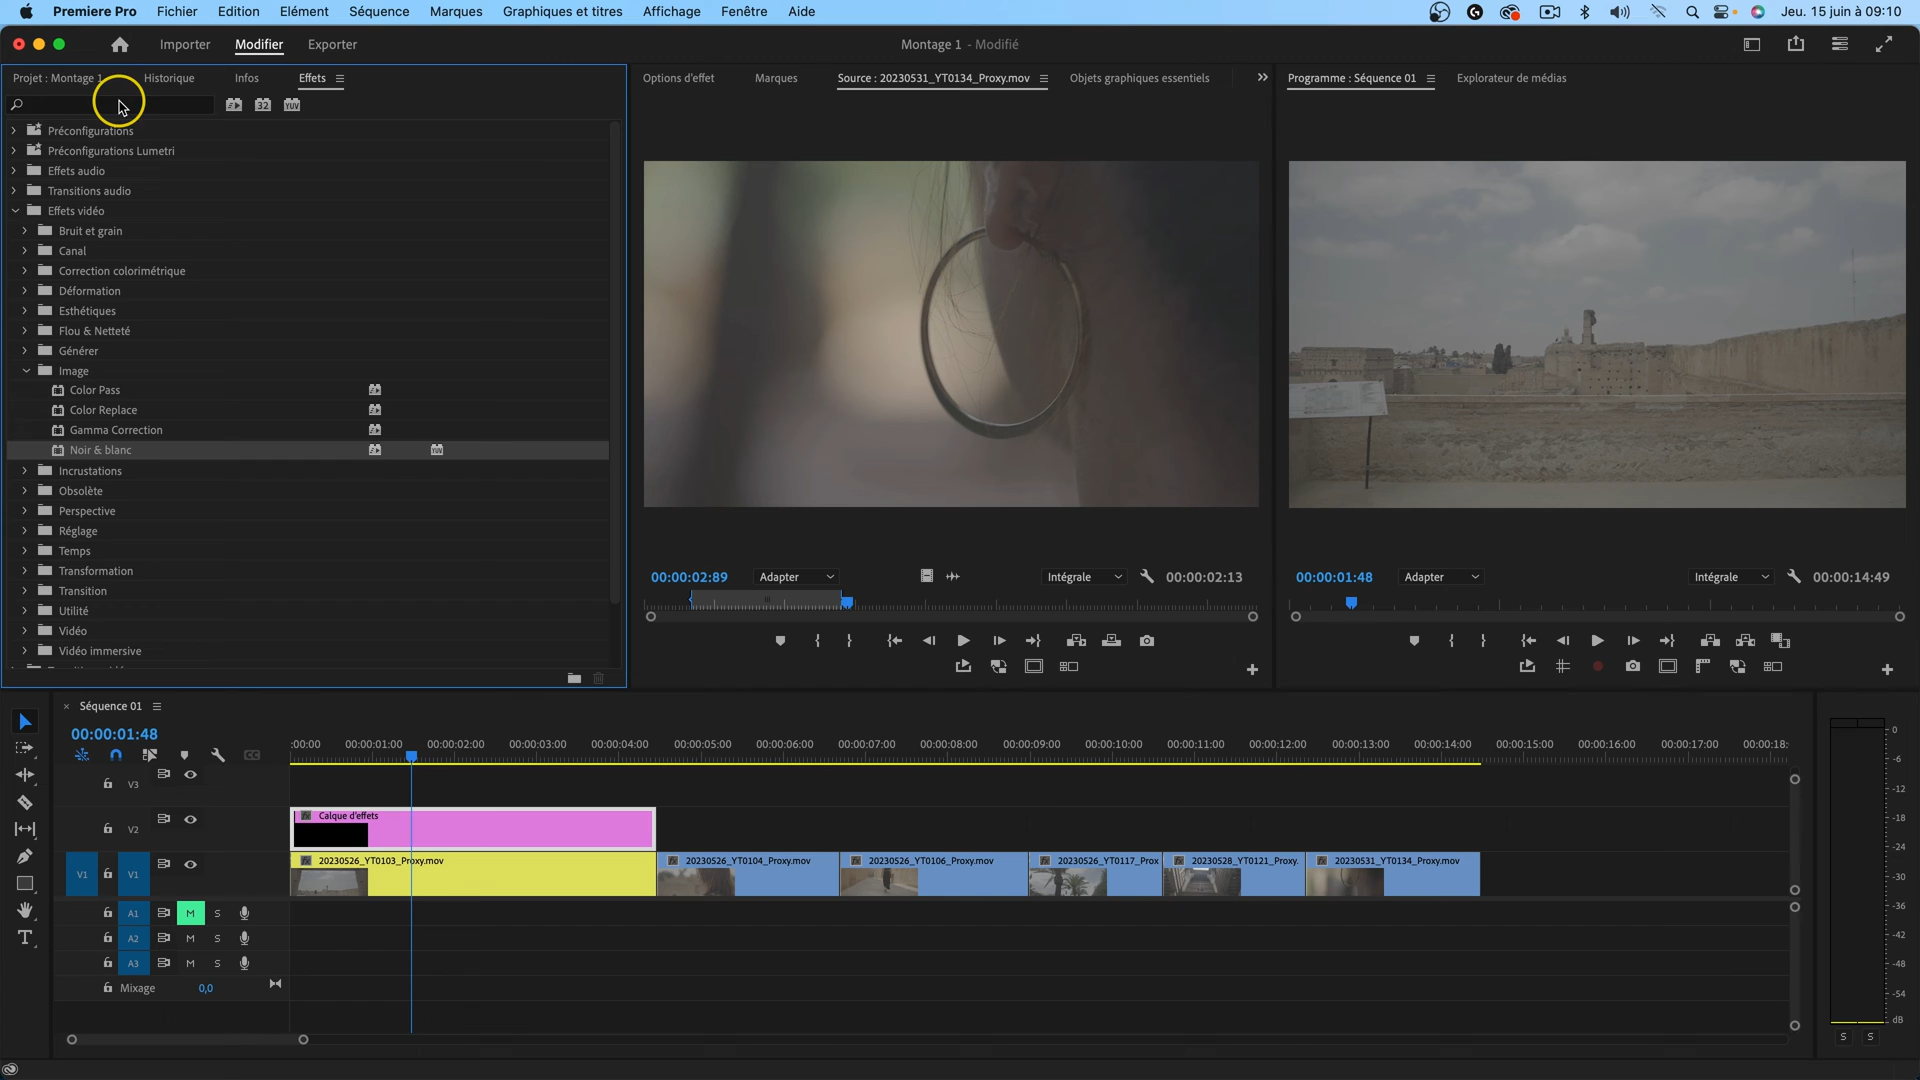 Premiere Pro Fichier Edition Elément Séquence Marques Graphiques et titres Affichage Fenêtre Aide Jeu. 15 juin à 09:10
Importer Modifier Exporter Montage 1 - Modifié
Projet : Montage 1 Historique Infos Effets Options d'effet Marques Source : 20230531_YT0134_Proxy.mov Objets graphiques essentiels Programme : Séquence 01 Explorateur de médias
32 YUV
Préconfigurations
Préconfigurations Lumetri
Effets audio
Transitions audio
Effets vidéo
Bruit et grain
Canal
Correction colorimétrique
Déformation
Esthétiques
Flou & Netteté
Générer
Image
Color Pass
Color Replace
Gamma Correction
Noir & blanc
Incrustations
Obsolète
Perspective
Réglage
Temps
Transformation
Transition
Utilité
Vidéo
Vidéo immersive
00:00:02:89 Adapter Intégrale 00:00:02:13 00:00:01:48 Adapter Intégrale 00:00:14:49
Séquence 01
00:00:01:48
:00:00 00:00:01:00 00:00:02:00 00:00:03:00 00:00:04:00 00:00:05:00 00:00:06:00 00:00:07:00 00:00:08:00 00:00:09:00 00:00:10:00 00:00:11:00 00:00:12:00 00:00:13:00 00:00:14:00 00:00:15:00 00:00:16:00 00:00:17:00 00:00:18:
V3
V2 Calque d'effets
V1 V1 20230526_YT0103_Proxy.mov 20230526_YT0104_Proxy.mov 20230526_YT0106_Proxy.mov 20230526_YT0117_Prox 20230528_YT0121_Proxy. 20230531_YT0134_Proxy.mov
A1 M S
A2 M S
A3 M S
Mixage 0,0
0
-6
-12
-18
-24
-30
-36
-42
-48
-54
dB
S S